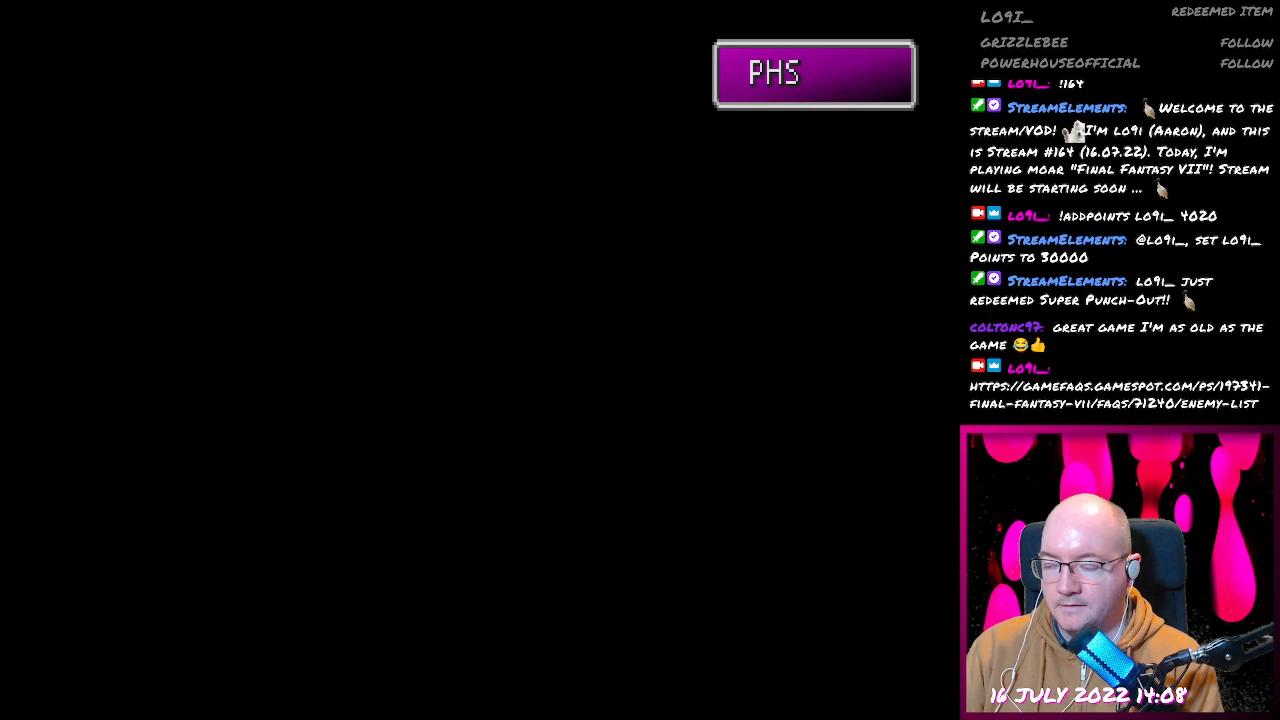 PHS
LO9I_ REDEEMED ITEM
GRIZZLEBEE FOLLOW
POWERHOUSEOFFICIAL FOLLOW
LO9I_: !164
STREAMELEMENTS: WELCOME TO THE
STREAM/VOD! I'M LO9I (AARON), AND THIS
IS STREAM #164 (16.07.22). TODAY, I'M
PLAYING MOAR "FINAL FANTASY VII"! STREAM
WILL BE STARTING SOON ...
LO9I_: !ADDPOINTS LO9I_ 4020
STREAMELEMENTS: @LO9I_, SET LO9I_
POINTS TO 30000
STREAMELEMENTS: LO9I_ JUST
REDEEMED SUPER PUNCH-OUT!!
COLTONC97: GREAT GAME I'M AS OLD AS THE
GAME 😂👍
LO9I_:
HTTPS://GAMEFAQS.GAMESPOT.COM/PS/197341-
FINAL-FANTASY-VII/FAQS/71240/ENEMY-LIST
16 JULY 2022 14:08